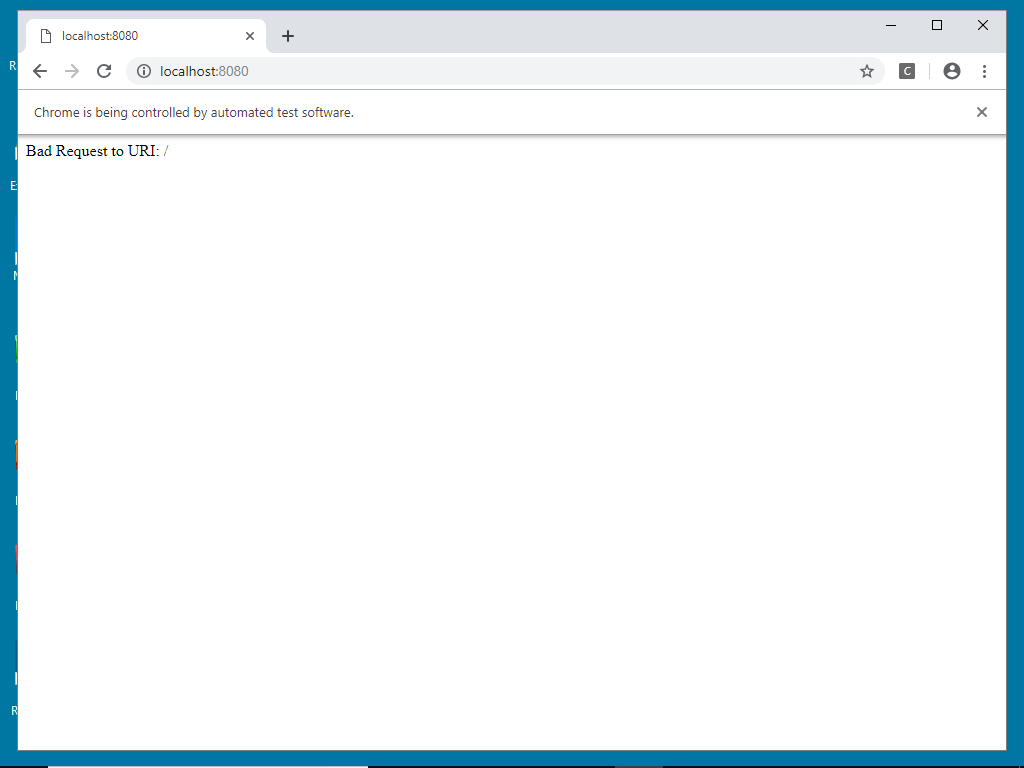 localhost:8080
localhost:8080
C
Chrome is being controlled by automated test software.
Bad Request to URI: /